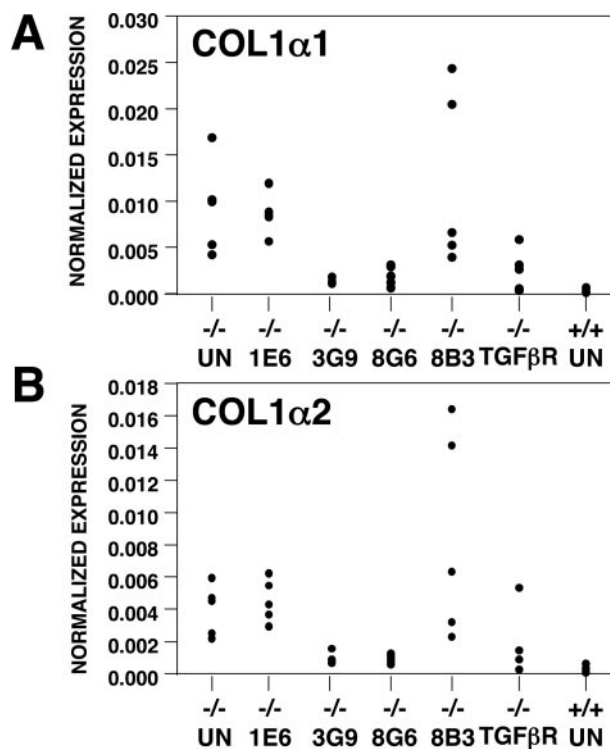 A
COL1α1
NORMALIZED EXPRESSION
0.030
0.025
0.020
0.015
0.010
0.005
0.000
-/- -/- -/- -/- -/- -/- +/+
UN 1E6 3G9 8G6 8B3 TGFβR UN
B
COL1α2
NORMALIZED EXPRESSION
0.018
0.016
0.014
0.012
0.010
0.008
0.006
0.004
0.002
0.000
-/- -/- -/- -/- -/- -/- +/+
UN 1E6 3G9 8G6 8B3 TGFβR UN